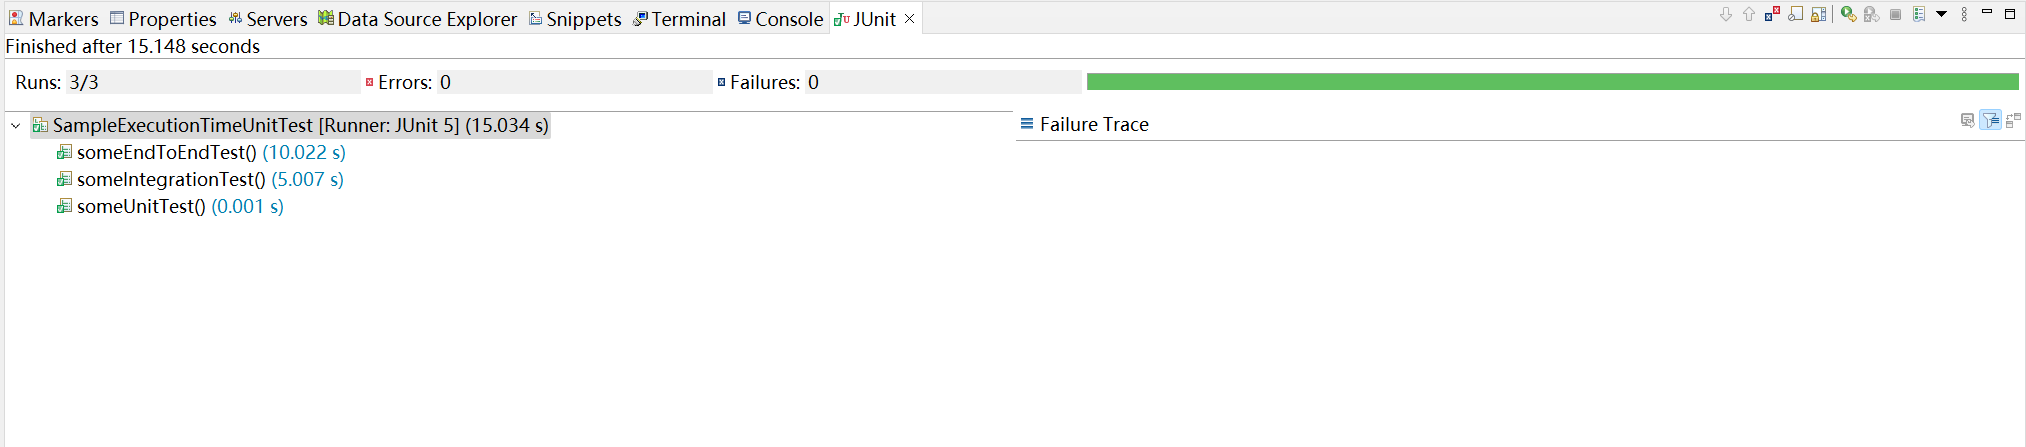 Markers Properties Servers Data Source Explorer Snippets Terminal Console JUnit
Finished after 15.148 seconds
Runs: 3/3 Errors: 0 Failures: 0
SampleExecutionTimeUnitTest [Runner: JUnit 5] (15.034 s)
Failure Trace
someEndToEndTest() (10.022 s)
someIntegrationTest() (5.007 s)
someUnitTest() (0.001 s)